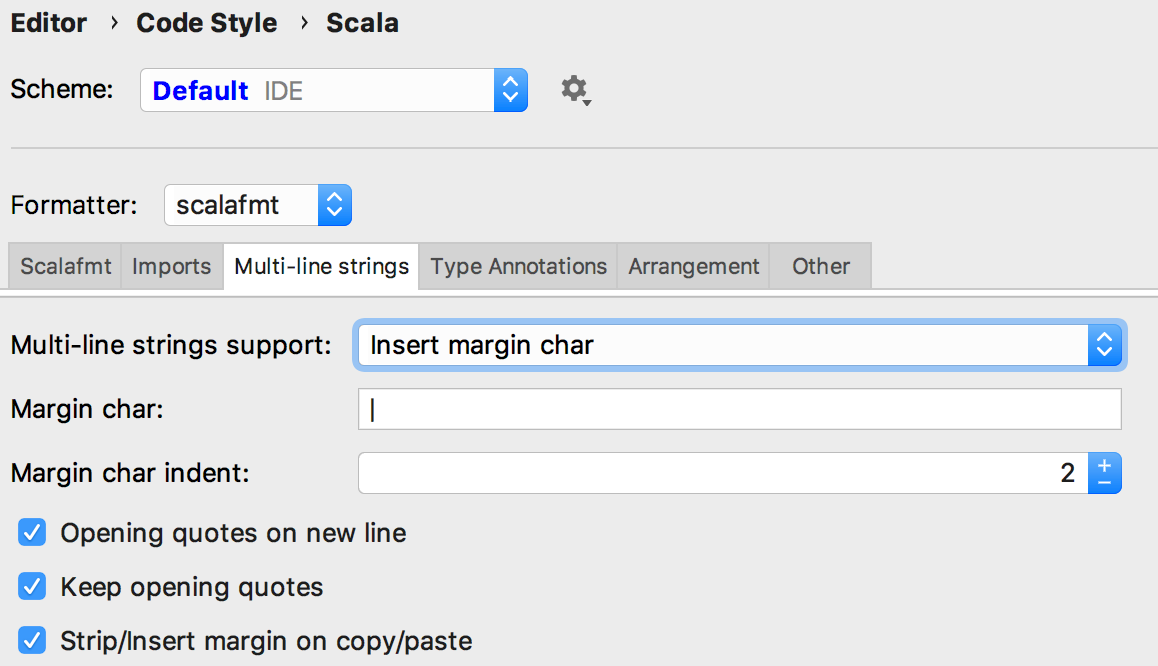 Editor › Code Style › Scala
Scheme: Default IDE
Formatter: scalafmt
Scalafmt Imports Multi-line strings Type Annotations Arrangement Other
Multi-line strings support: Insert margin char
Margin char: |
Margin char indent: 2
Opening quotes on new line
Keep opening quotes
Strip/Insert margin on copy/paste